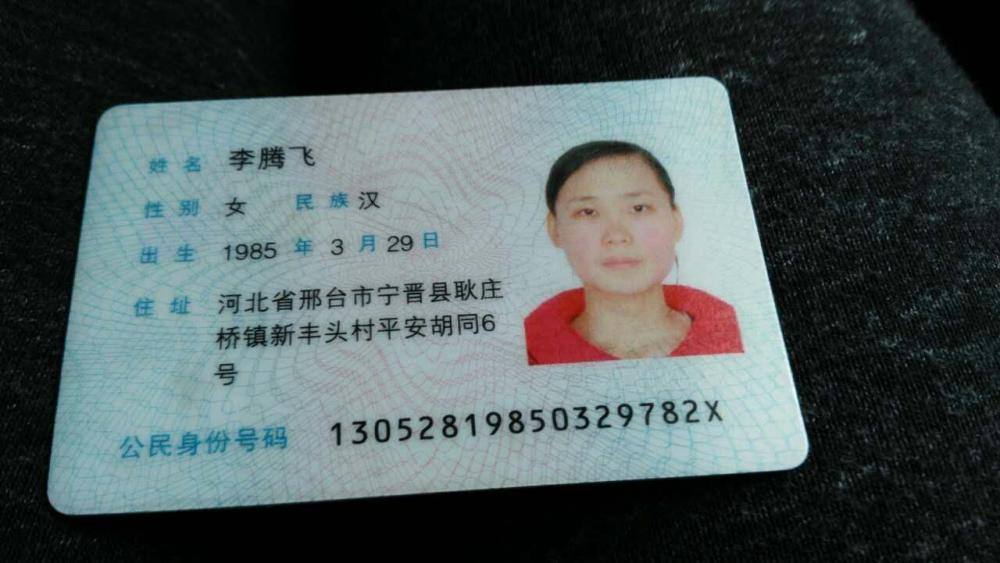 姓名 李腾飞
性别 女 民族 汉
出生 1985 年 3 月 29 日
住址 河北省邢台市宁晋县耿庄
桥镇新丰头村平安胡同6
号
公民身份号码 13052819850329782X